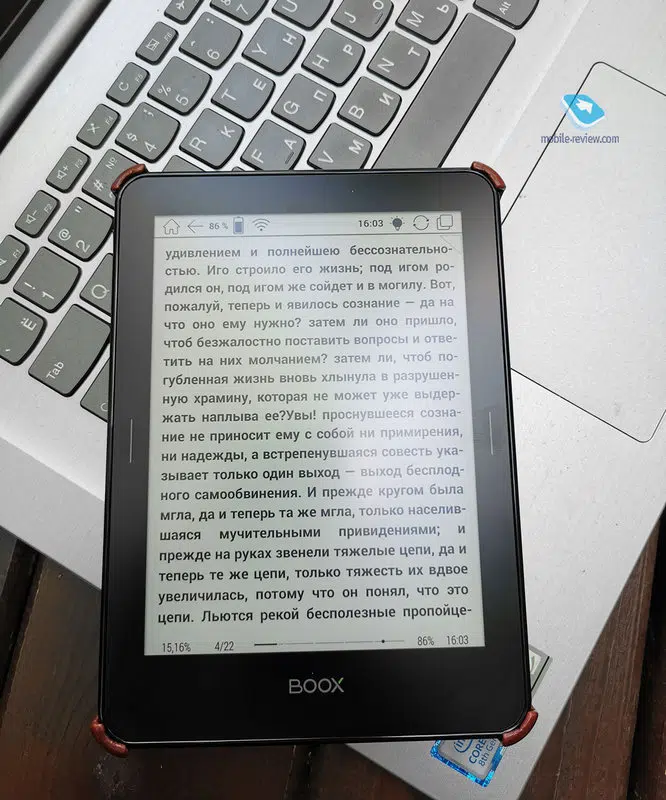 mobile-review.com
86 %
16:03
удивлением и полнейшею бессознательно-
стью. Иго строило его жизнь; под игом ро-
дился он, под игом же сойдет и в могилу. Вот,
пожалуй, теперь и явилось сознание — да на
что оно ему нужно? затем ли оно пришло,
чтоб безжалостно поставить вопросы и отве-
тить на них молчанием? затем ли, чтоб по-
губленная жизнь вновь хлынула в разрушен-
ную храмину, которая не может уже выдер-
жать наплыва ее?Увы! проснувшееся созна-
ние не приносит ему с собой ни примирения,
ни надежды, а встрепенувшаяся совесть ука-
зывает только один выход — выход бесплод-
ного самообвинения. И прежде кругом была
мгла, да и теперь та же мгла, только населив-
шаяся мучительными привидениями; и
прежде на руках звенели тяжелые цепи, да и
теперь те же цепи, только тяжесть их вдвое
увеличилась, потому что он понял, что это
цепи. Льются рекой бесполезные пропойце-
15,16% 4/22 86% 16:03
BOOX
Alt
Tab
CORE
8th Ge